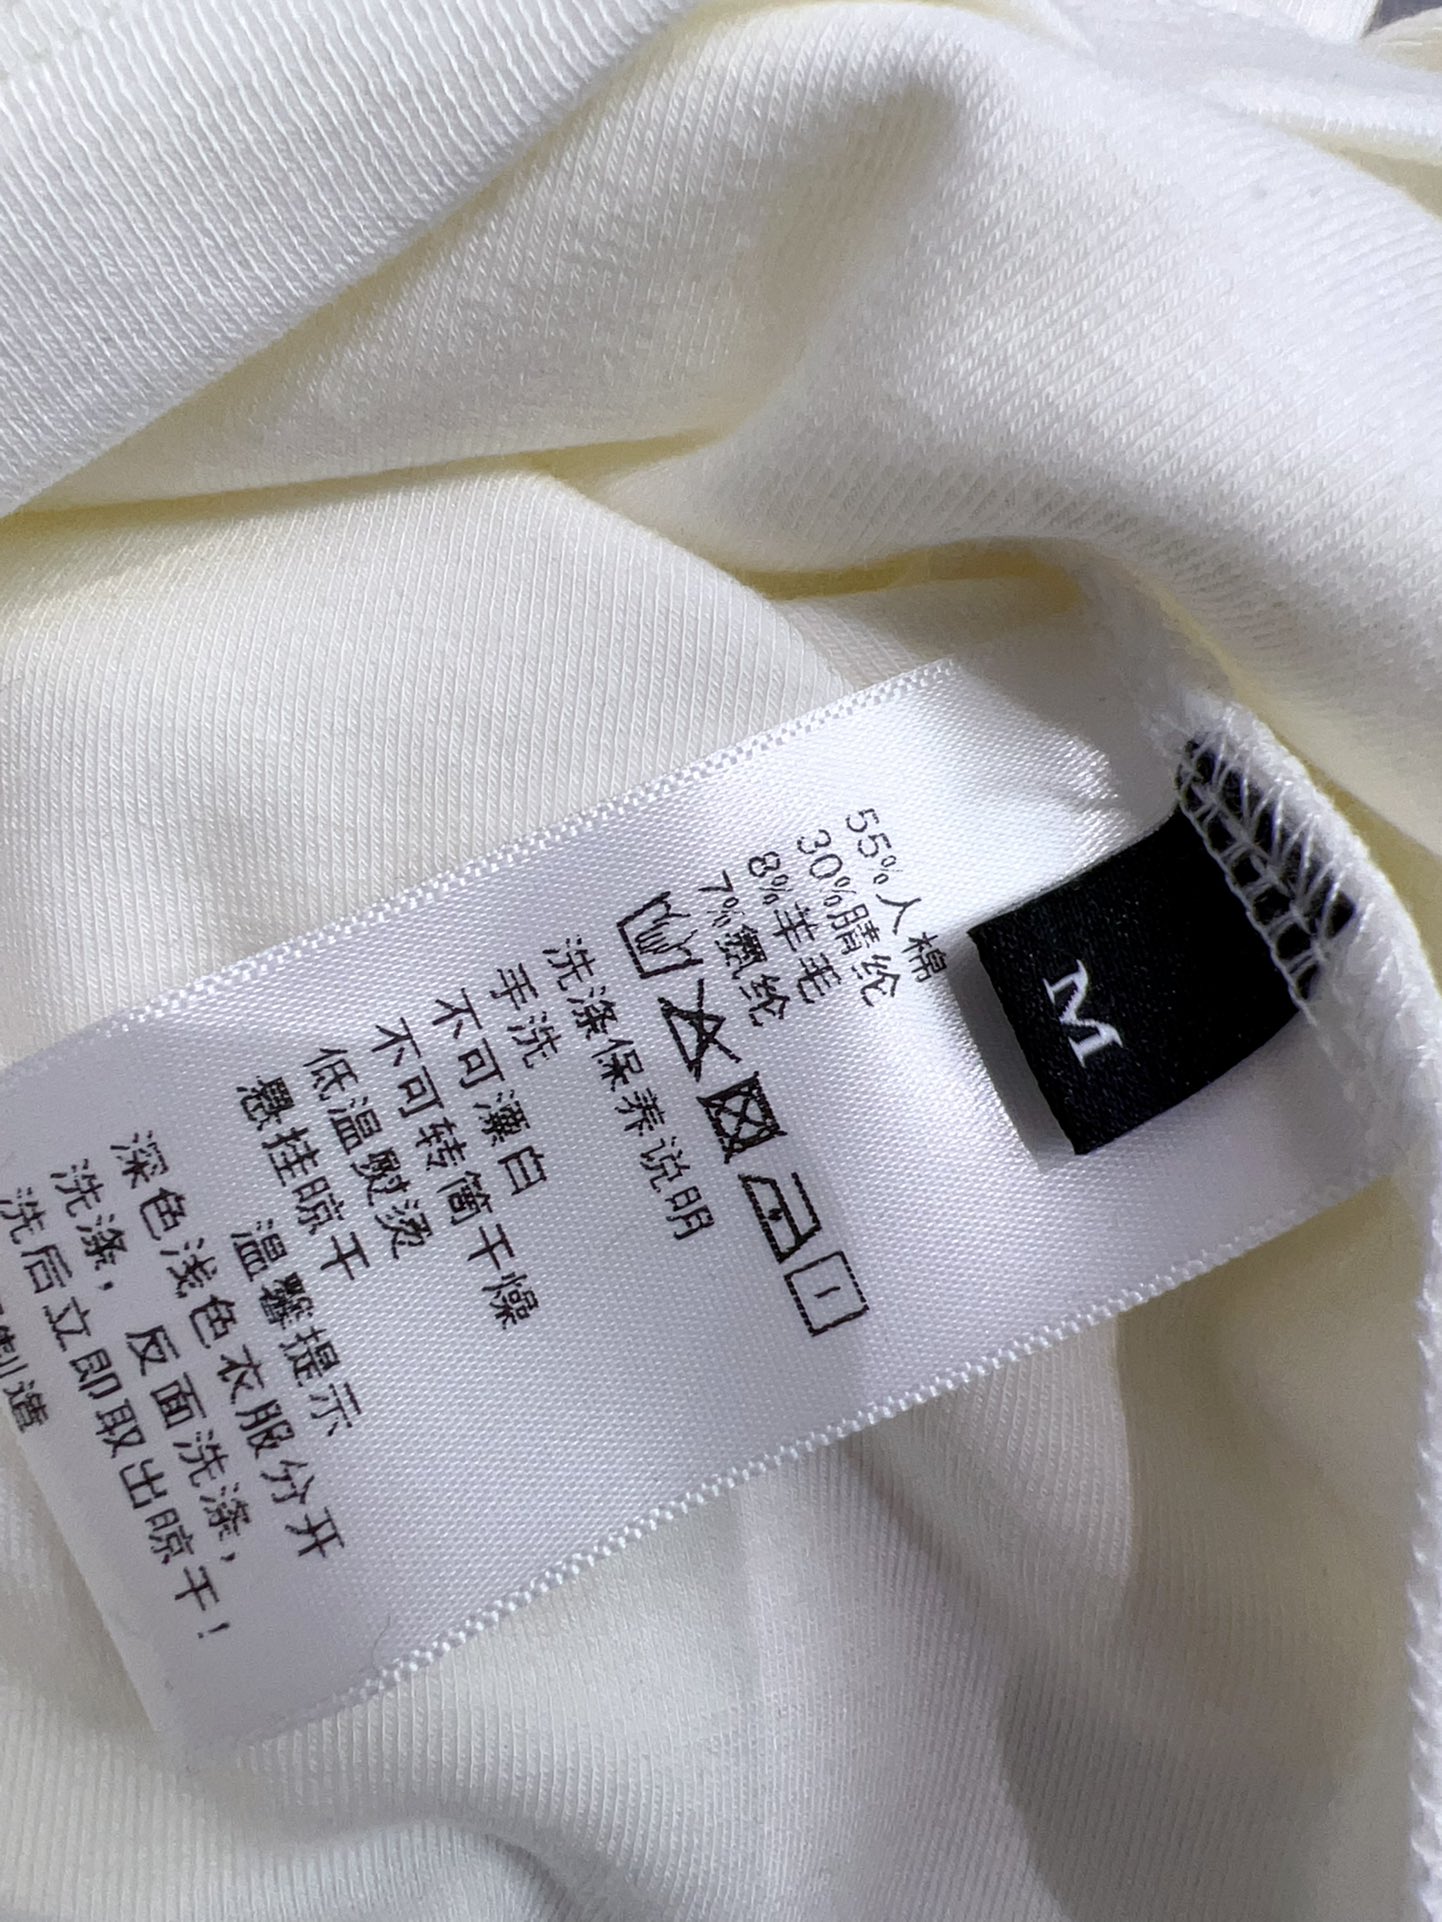 M
55%人棉
30%腈纶
8%羊毛
7%氨纶
洗涤保养说明
手洗
不可漂白
不可转筒干燥
低温熨烫
悬挂晾干
温馨提示
深色浅色衣服分开
洗涤，反面洗涤，
洗后立即取出晾干！
制造